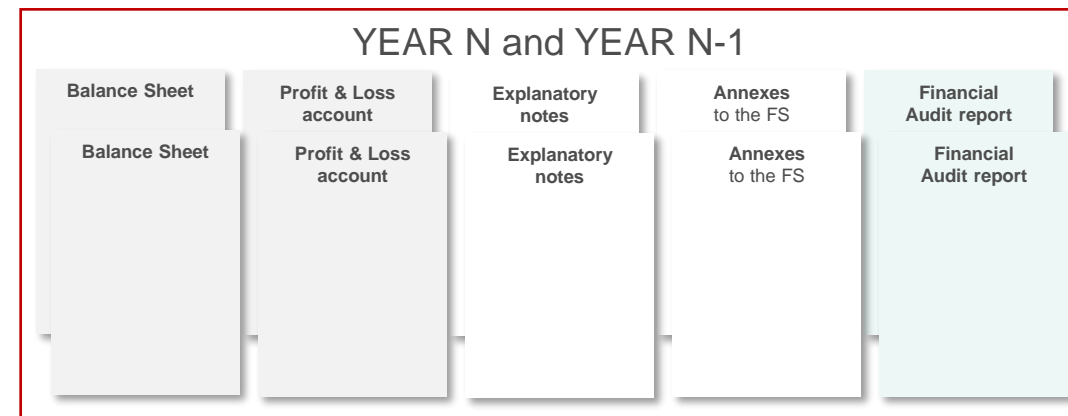 YEAR N and YEAR N-1
Balance Sheet
Profit & Loss
account
Explanatory
notes
Annexes
to the FS
Financial
Audit report
Balance Sheet
Profit & Loss
account
Explanatory
notes
Annexes
to the FS
Financial
Audit report